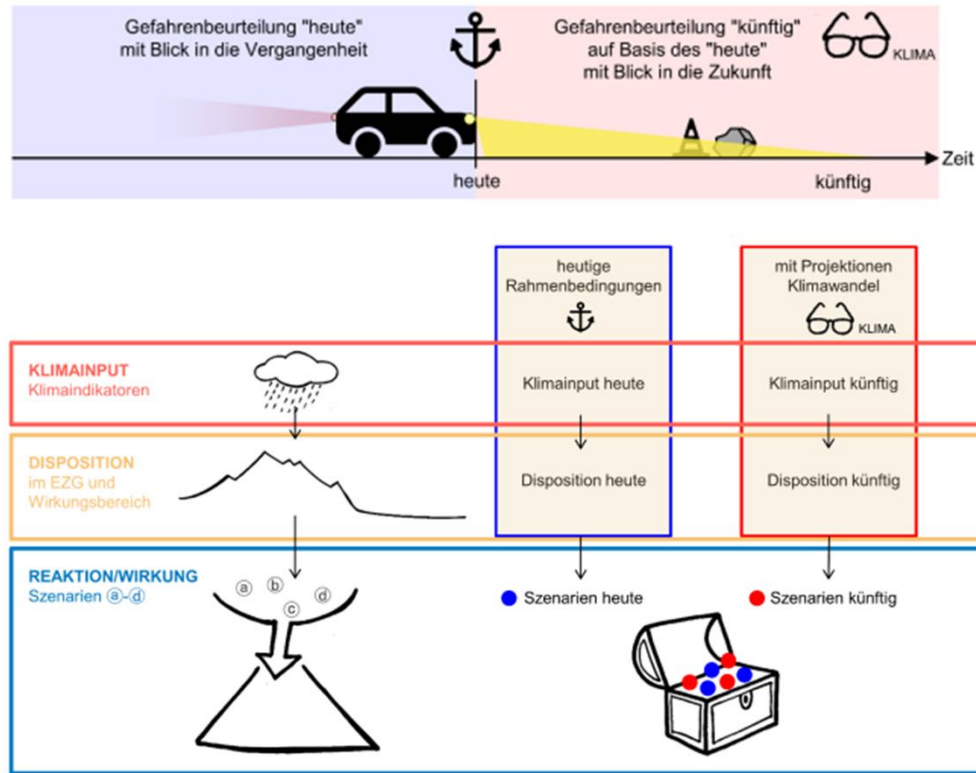 Gefahrenbeurteilung "heute"
mit Blick in die Vergangenheit
Gefahrenbeurteilung "künftig"
auf Basis des "heute"
mit Blick in die Zukunft
KLIMA
Zeit
heute
künftig
heutige
Rahmenbedingungen
mit Projektionen
Klimawandel
KLIMA
KLIMAINPUT
Klimaindikatoren
Klimainput heute
Klimainput künftig
DISPOSITION
im EZG und
Wirkungsbereich
Disposition heute
Disposition künftig
REAKTION/WIRKUNG
Szenarien ⓐ-ⓓ
ⓐ ⓑ ⓒ ⓓ
Szenarien heute
Szenarien künftig